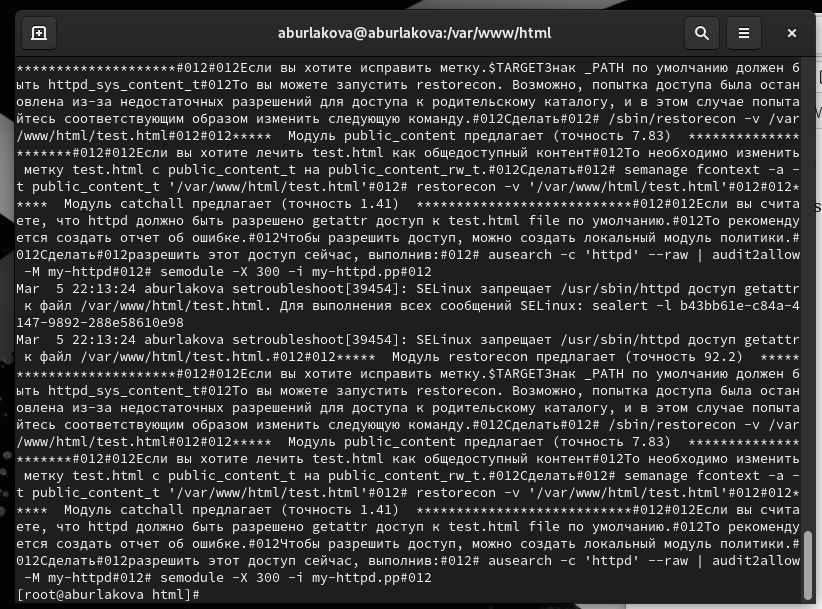 aburlakova@aburlakova:/var/www/html
********************#012#012Если вы хотите исправить метку.$TARGETЗнак _PATH по умолчанию должен б
ыть httpd_sys_content_t#012То вы можете запустить restorecon. Возможно, попытка доступа была остан
овлена из-за недостаточных разрешений для доступа к родительскому каталогу, и в этом случае попыта
йтесь соответствующим образом изменить следующую команду.#012Сделать#012# /sbin/restorecon -v /var
/www/html/test.html#012#012***** Модуль public_content предлагает (точность 7.83) **************
*******#012#012Если вы хотите лечить test.html как общедоступный контент#012То необходимо изменить
метку test.html с public_content_t на public_content_rw_t.#012Сделать#012# semanage fcontext -a -
t public_content_t '/var/www/html/test.html'#012# restorecon -v '/var/www/html/test.html'#012#012*
**** Модуль catchall предлагает (точность 1.41) **************************#012#012Если вы счита
ете, что httpd должно быть разрешено getattr доступ к test.html file по умолчанию.#012То рекоменду
ется создать отчет об ошибке.#012Чтобы разрешить доступ, можно создать локальный модуль политики.#
012Сделать#012разрешить этот доступ сейчас, выполнив:#012# ausearch -c 'httpd' --raw | audit2allow
-M my-httpd#012# semodule -X 300 -i my-httpd.pp#012
Mar 5 22:13:24 aburlakova setroubleshoot[39454]: SELinux запрещает /usr/sbin/httpd доступ getattr
к файл /var/www/html/test.html. Для выполнения всех сообщений SELinux: sealert -l b43bb61e-c84a-4
147-9892-288e58610e98
Mar 5 22:13:24 aburlakova setroubleshoot[39454]: SELinux запрещает /usr/sbin/httpd доступ getattr
к файл /var/www/html/test.html.#012#012***** Модуль restorecon предлагает (точность 92.2) *****
********************#012#012Если вы хотите исправить метку.$TARGETЗнак _PATH по умолчанию должен б
ыть httpd_sys_content_t#012То вы можете запустить restorecon. Возможно, попытка доступа была остан
овлена из-за недостаточных разрешений для доступа к родительскому каталогу, и в этом случае попыта
йтесь соответствующим образом изменить следующую команду.#012Сделать#012# /sbin/restorecon -v /var
/www/html/test.html#012#012***** Модуль public_content предлагает (точность 7.83) **************
*******#012#012Если вы хотите лечить test.html как общедоступный контент#012То необходимо изменить
метку test.html с public_content_t на public_content_rw_t.#012Сделать#012# semanage fcontext -a -
t public_content_t '/var/www/html/test.html'#012# restorecon -v '/var/www/html/test.html'#012#012*
**** Модуль catchall предлагает (точность 1.41) **************************#012#012Если вы счита
ете, что httpd должно быть разрешено getattr доступ к test.html file по умолчанию.#012То рекоменду
ется создать отчет об ошибке.#012Чтобы разрешить доступ, можно создать локальный модуль политики.#
012Сделать#012разрешить этот доступ сейчас, выполнив:#012# ausearch -c 'httpd' --raw | audit2allow
-M my-httpd#012# semodule -X 300 -i my-httpd.pp#012
[root@aburlakova html]#